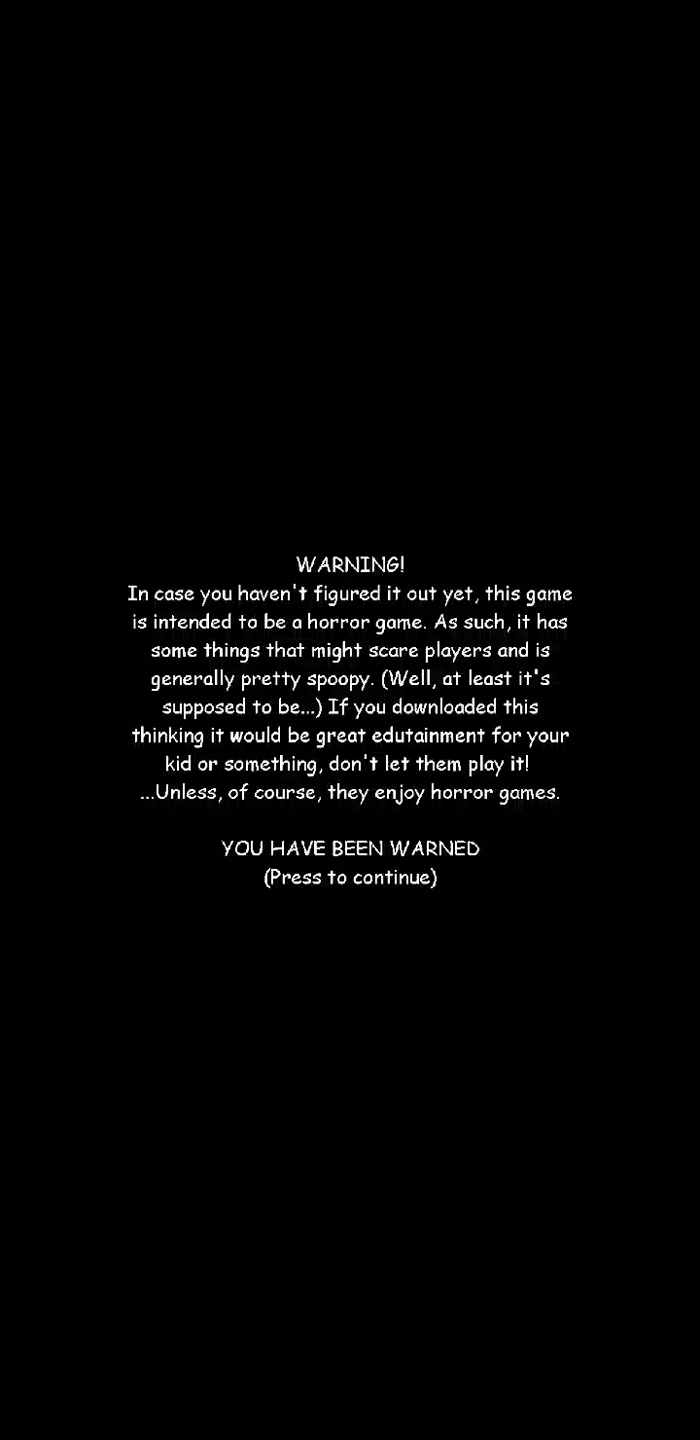 WARNING!
In case you haven't figured it out yet, this game
is intended to be a horror game. As such, it has
some things that might scare players and is
generally pretty spoopy. (Well, at least it's
supposed to be...) If you downloaded this
thinking it would be great edutainment for your
kid or something, don't let them play it!
...Unless, of course, they enjoy horror games.
YOU HAVE BEEN WARNED
(Press to continue)